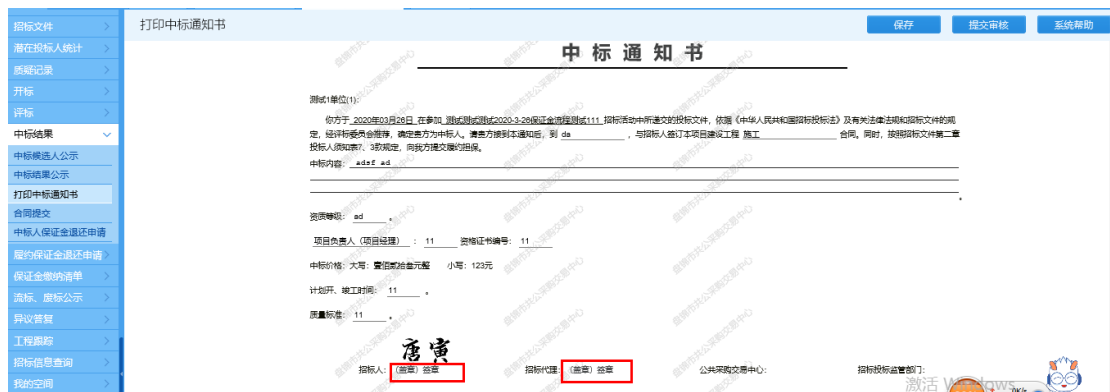 招标文件
潜在投标人统计
质疑记录
开标
评标
中标结果
中标候选人公示
中标结果公示
打印中标通知书
合同提交
中标人保证金退还申请
履约保证金退还申请
保证金缴纳清单
流标、废标公示
异议答复
工程跟踪
招标信息查询
我的空间
打印中标通知书
保存
提交审核
系统帮助
中标通知书
测试1单位(1):
你方于 2020年03月26日 在参加 测试测试测试2020-3-26保证金流程测试111 招标活动中所递交的投标文件，依据《中华人民共和国招标投标法》及有关法律法规和招标文件的规
定，经评标委员会推荐，确定贵方为中标人。请贵方接到本通知后，到 da ，与招标人签订本项目建设工程 施工 合同。同时，按照招标文件第二章
投标人须知表7、3款规定，向我方提交履约担保。
中标内容： adsf ad
。
资质等级： ad 。
项目负责人（项目经理） ： 11 资格证书编号： 11
中标价格：大写：壹佰贰拾叁元整 小写：123元
计划开、竣工时间： 11 。
质量标准： 11 。
唐寅
招标人：（盖章）签章
招标代理：（盖章）签章
公共采购交易中心：
招标投标监管部门：
激活 Windows
盘锦市公共采购交易中心